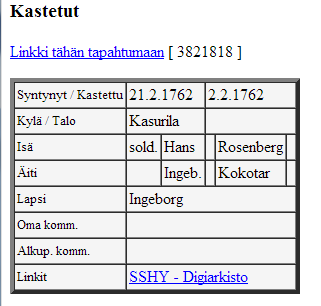 Kastetut
Linkki tähän tapahtumaan [ 3821818 ]
Syntynyt / Kastettu 21.2.1762 2.2.1762
Kylä / Talo Kasurila
Isä sold. Hans Rosenberg
Äiti Ingeb. Kokotar
Lapsi Ingeborg
Oma komm.
Alkup. komm.
Linkit SSHY - Digiarkisto